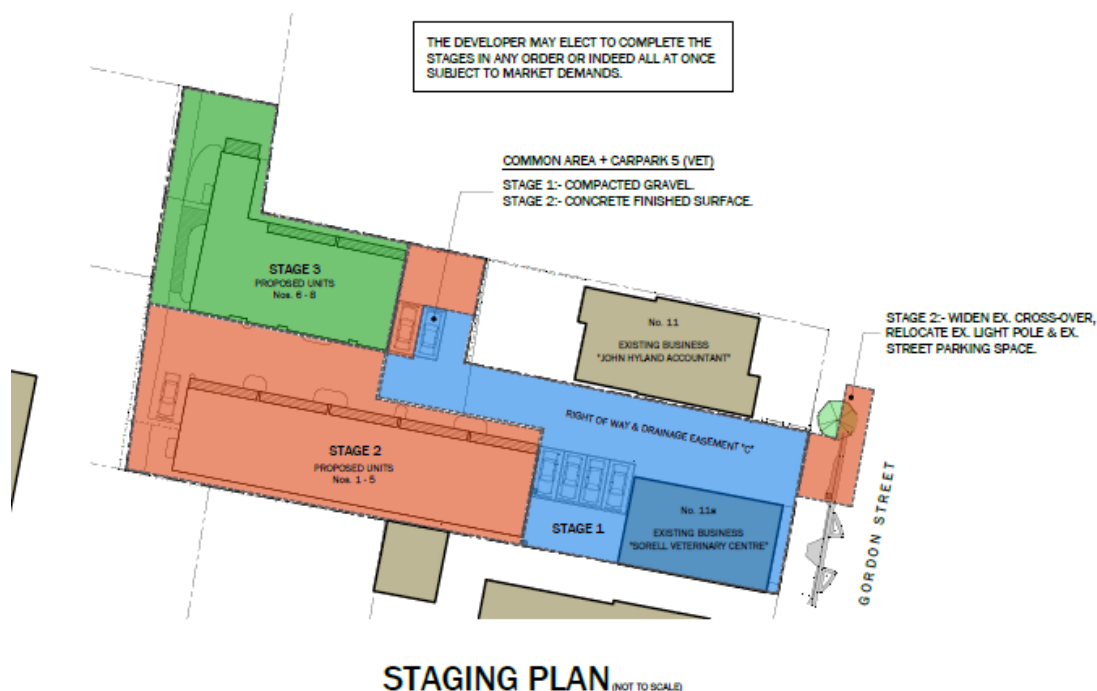 THE DEVELOPER MAY ELECT TO COMPLETE THE
STAGES IN ANY ORDER OR INDEED ALL AT ONCE
SUBJECT TO MARKET DEMANDS.
COMMON AREA + CARPARK 5 (VET)
STAGE 1:- COMPACTED GRAVEL.
STAGE 2:- CONCRETE FINISHED SURFACE.
STAGE 3
PROPOSED UNITS
Nos. 6 - 8
No. 11
EXISTING BUSINESS
"JOHN HYLAND ACCOUNTANT"
STAGE 2:- WIDEN EX. CROSS-OVER,
RELOCATE EX. LIGHT POLE & EX.
STREET PARKING SPACE.
RIGHT OF WAY & DRAINAGE EASEMENT "C"
STAGE 2
PROPOSED UNITS
Nos. 1 - 5
STAGE 1
No. 11a
EXISTING BUSINESS
"SORELL VETERINARY CENTRE"
GORDON STREET
STAGING PLAN (NOT TO SCALE)